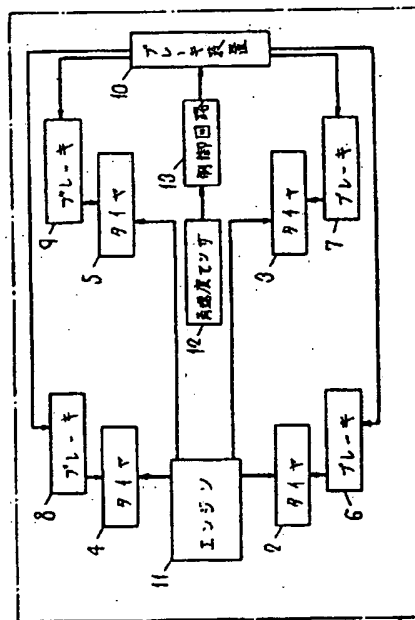 10
ブレーキ装置
9
ブレーキ
5
タイヤ
13
制御回路
12
角速度センサ
3
タイヤ
7
ブレーキ
8
ブレーキ
4
タイヤ
11
エンジン
2
タイヤ
6
ブレーキ